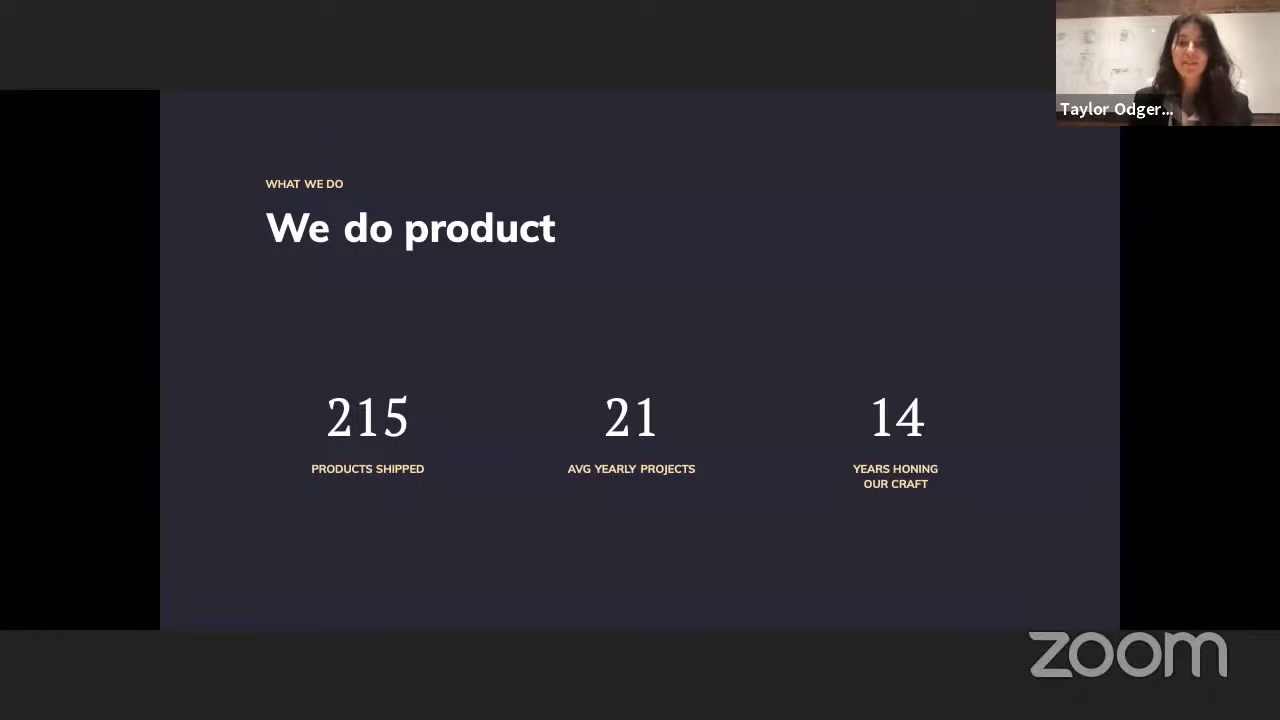 Taylor Odger...
WHAT WE DO
We do product
215
PRODUCTS SHIPPED
21
AVG YEARLY PROJECTS
14
YEARS HONING
OUR CRAFT
zoom